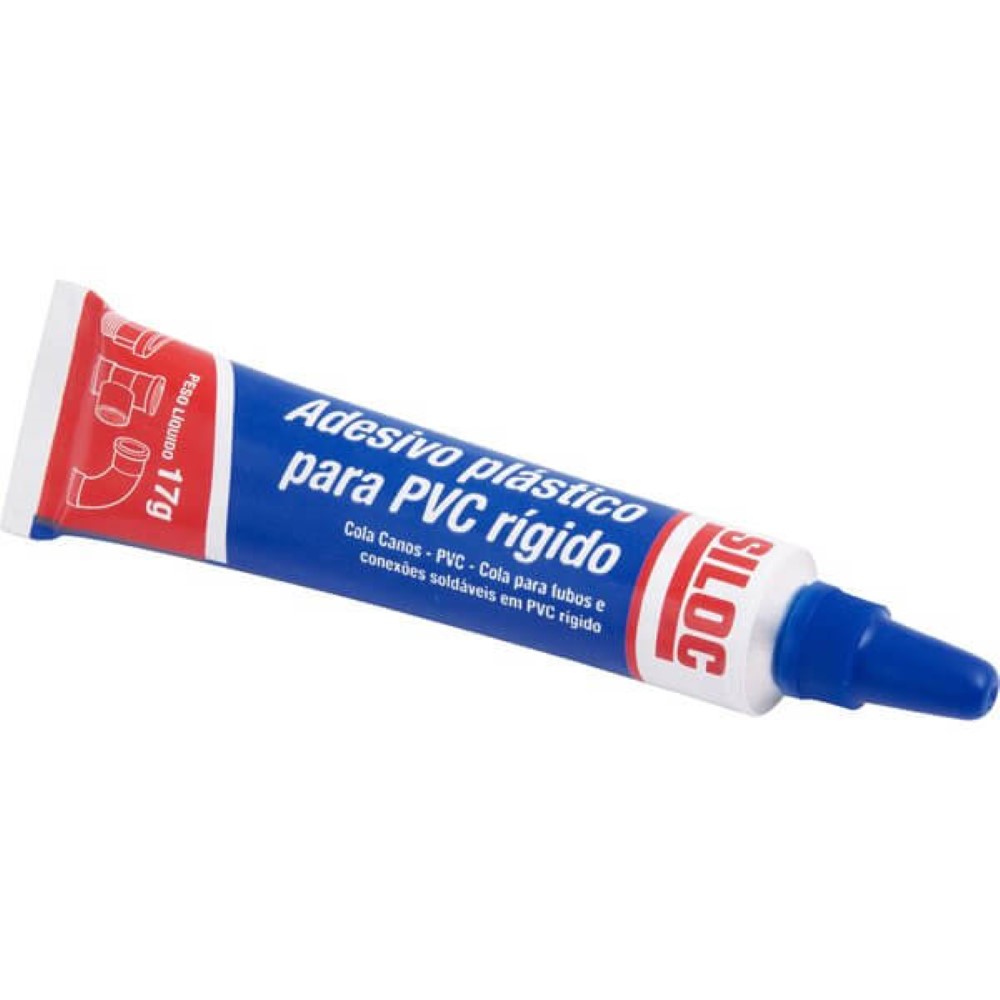 PESO LÍQUIDO 17g
Adesivo plástico
para PVC rígido
Cola Canos - PVC - Cola para tubos e
conexões soldáveis em PVC rígido
SILOC